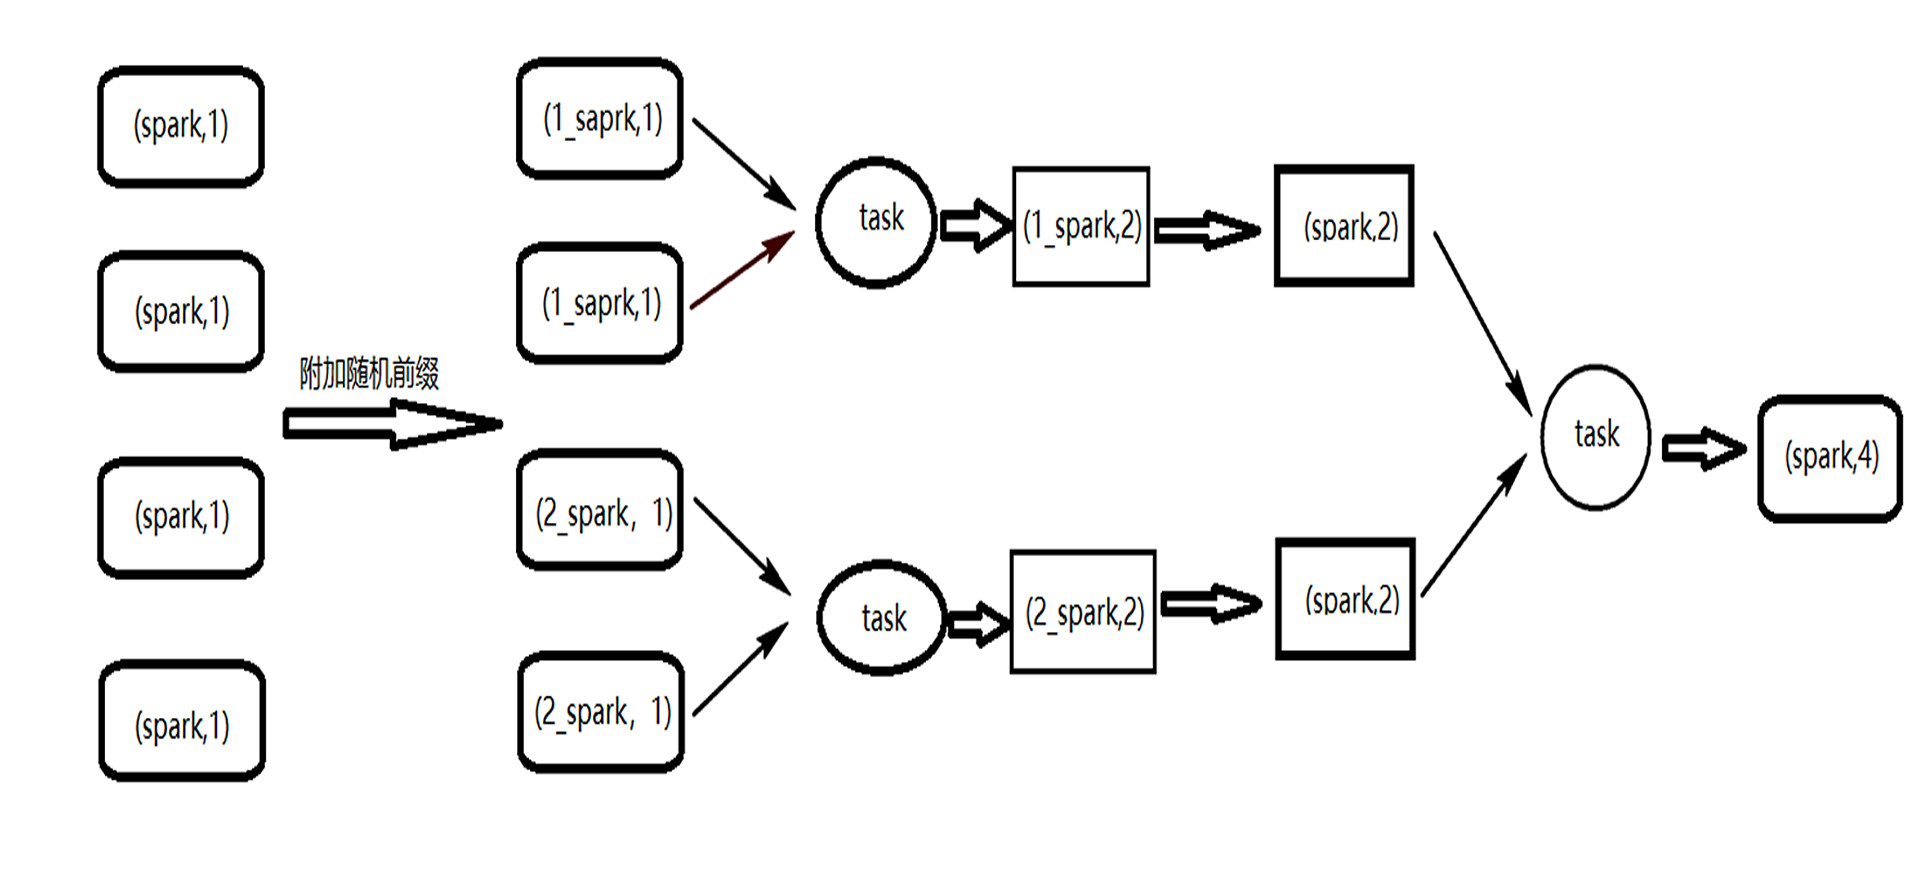 (spark,1)
(spark,1)
(spark,1)
(spark,1)
附加随机前缀
(1_saprk,1)
(1_saprk,1)
(2_spark，1)
(2_spark，1)
task
(1_spark,2)
(spark,2)
task
(2_spark,2)
(spark,2)
task
(spark,4)